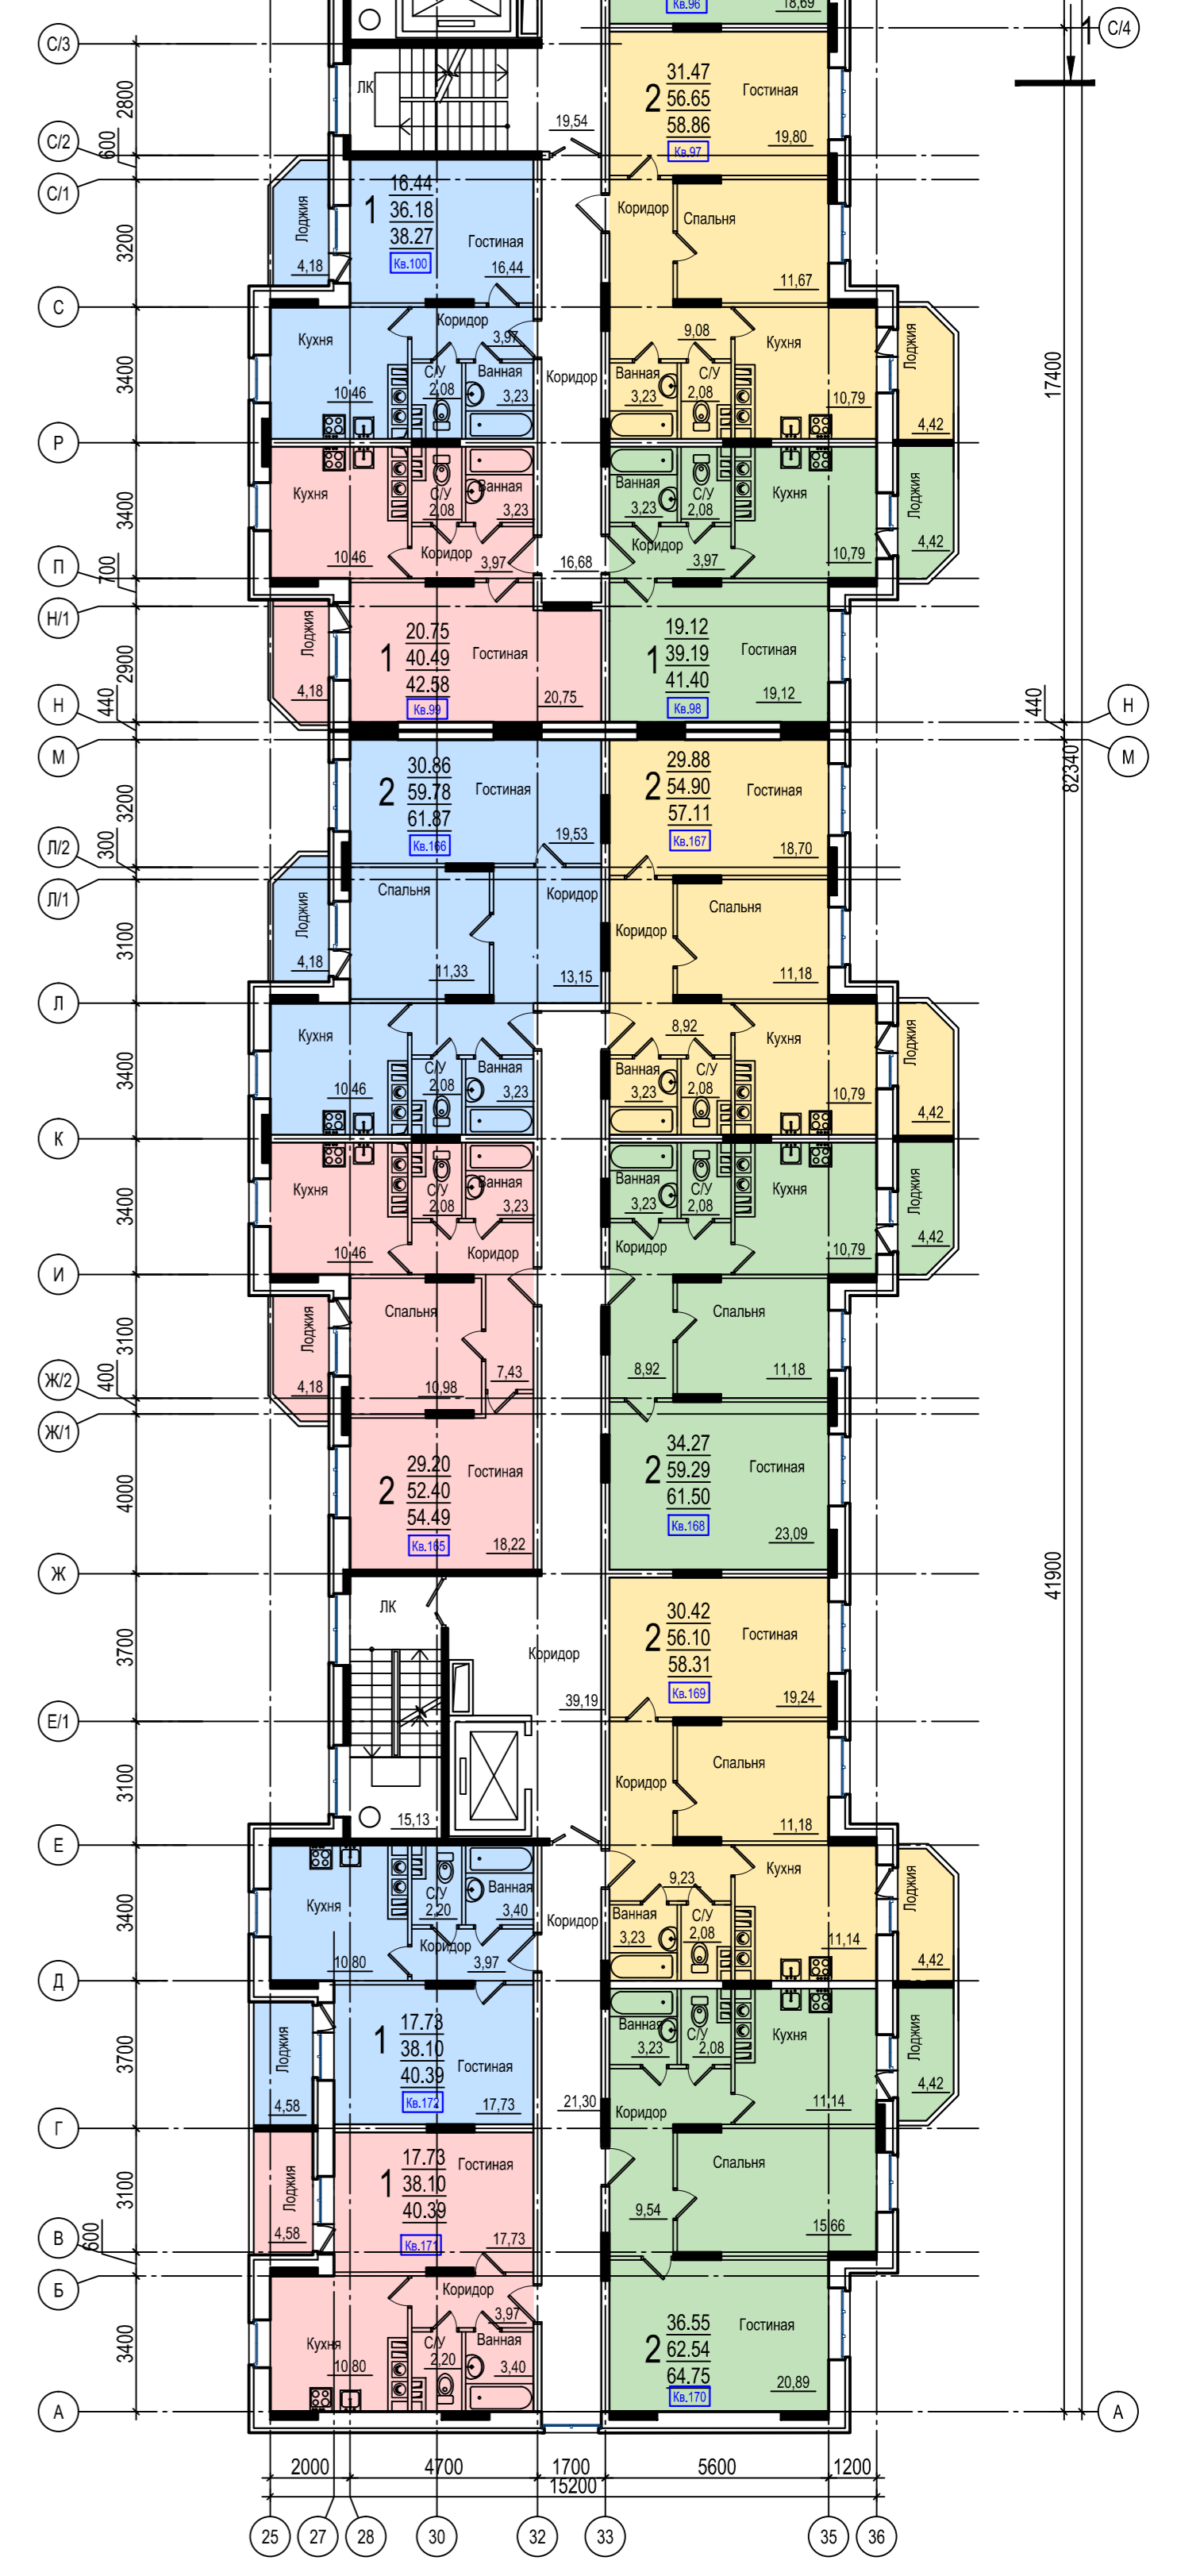 Кв.96
18,69
С/3
С/4
1
2800
ЛК
19,54
2
31.47
56.65
58.86
Кв.97
Гостиная
19,80
С/2
600
С/1
Лоджия
4,18
1
16.44
36.18
38.27
Кв.100
Гостиная
16,44
Коридор
Спальня
11,67
3200
С
Кухня
10,46
Коридор
3,97
С/У
2,08
Ванная
3,23
Коридор
9,08
Ванная
3,23
С/У
2,08
Кухня
10,79
Лоджия
4,42
3400
17400
Р
Кухня
10,46
С/У
2,08
Ванная
3,23
Коридор
3,97
16,68
Ванная
3,23
С/У
2,08
Коридор
3,97
Кухня
10,79
Лоджия
4,42
3400
П
700
Н/1
Лоджия
4,18
1
20.75
40.49
42.58
Кв.99
Гостиная
20,75
1
19.12
39.19
41.40
Кв.98
Гостиная
19,12
2900
Н
440
М
440
Н
М
82340
2
30.86
59.78
61.87
Кв.166
Гостиная
19,53
2
29.88
54.90
57.11
Кв.167
Гостиная
18,70
3200
Л/2
300
Л/1
Лоджия
4,18
Спальня
11,33
Коридор
13,15
Коридор
Спальня
11,18
3100
Л
Кухня
10,46
С/У
2,08
Ванная
3,23
8,92
Ванная
3,23
С/У
2,08
Кухня
10,79
Лоджия
4,42
3400
К
Кухня
10,46
С/У
2,08
Ванная
3,23
Коридор
Ванная
3,23
С/У
2,08
Коридор
Кухня
10,79
Лоджия
4,42
3400
И
Лоджия
4,18
Спальня
10,98
7,43
8,92
Спальня
11,18
3100
Ж/2
400
Ж/1
2
29.20
52.40
54.49
Кв.165
Гостиная
18,22
2
34.27
59.29
61.50
Кв.168
Гостиная
23,09
4000
Ж
41900
ЛК
Коридор
39,19
2
30.42
56.10
58.31
Кв.169
Гостиная
19,24
3700
Е/1
15,13
Коридор
Спальня
11,18
3100
Е
Кухня
10,80
С/У
2,20
Ванная
3,40
Коридор
3,97
Коридор
9,23
Ванная
3,23
С/У
2,08
Кухня
11,14
Лоджия
4,42
3400
Д
Лоджия
4,58
1
17.73
38.10
40.39
Кв.172
Гостиная
17,73
21,30
Ванная
3,23
С/У
2,08
Коридор
Кухня
11,14
Лоджия
4,42
3700
Г
Лоджия
4,58
1
17.73
38.10
40.39
Кв.171
Гостиная
17,73
9,54
Спальня
15,66
3100
В
600
Б
Кухня
10,80
Коридор
3,97
С/У
2,20
Ванная
3,40
2
36.55
62.54
64.75
Кв.170
Гостиная
20,89
3400
А
А
2000
4700
1700
5600
1200
15200
25
27
28
30
32
33
35
36